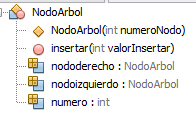 NodoArbol
NodoArbol(int numeroNodo)
insertar(int valorInsertar)
nododerecho : NodoArbol
nodoizquierdo : NodoArbol
numero : int